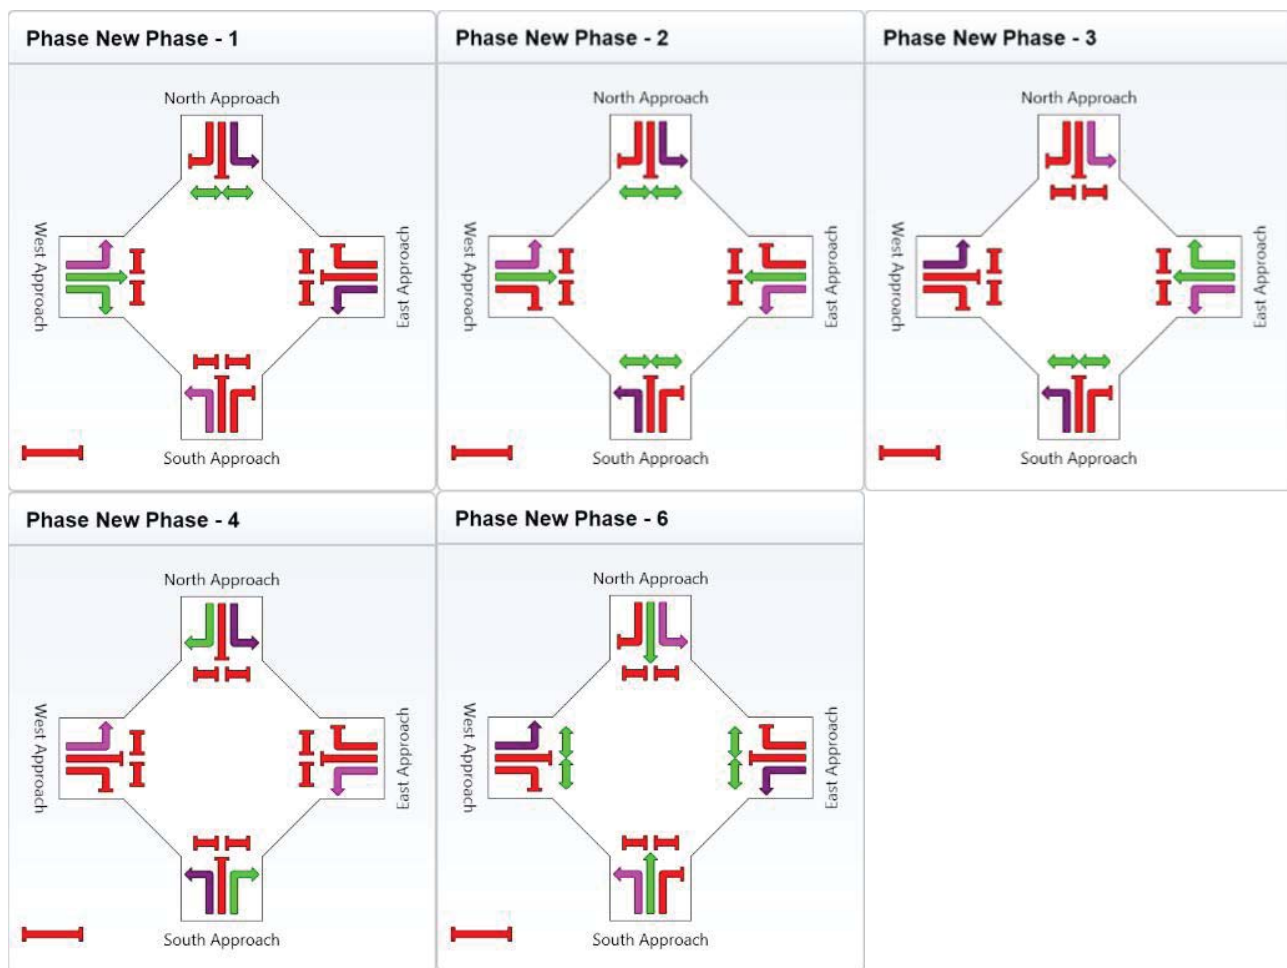 Phase New Phase - 1
North Approach
West Approach
East Approach
South Approach
Phase New Phase - 2
North Approach
West Approach
East Approach
South Approach
Phase New Phase - 3
North Approach
West Approach
East Approach
South Approach
Phase New Phase - 4
North Approach
West Approach
East Approach
South Approach
Phase New Phase - 6
North Approach
West Approach
East Approach
South Approach